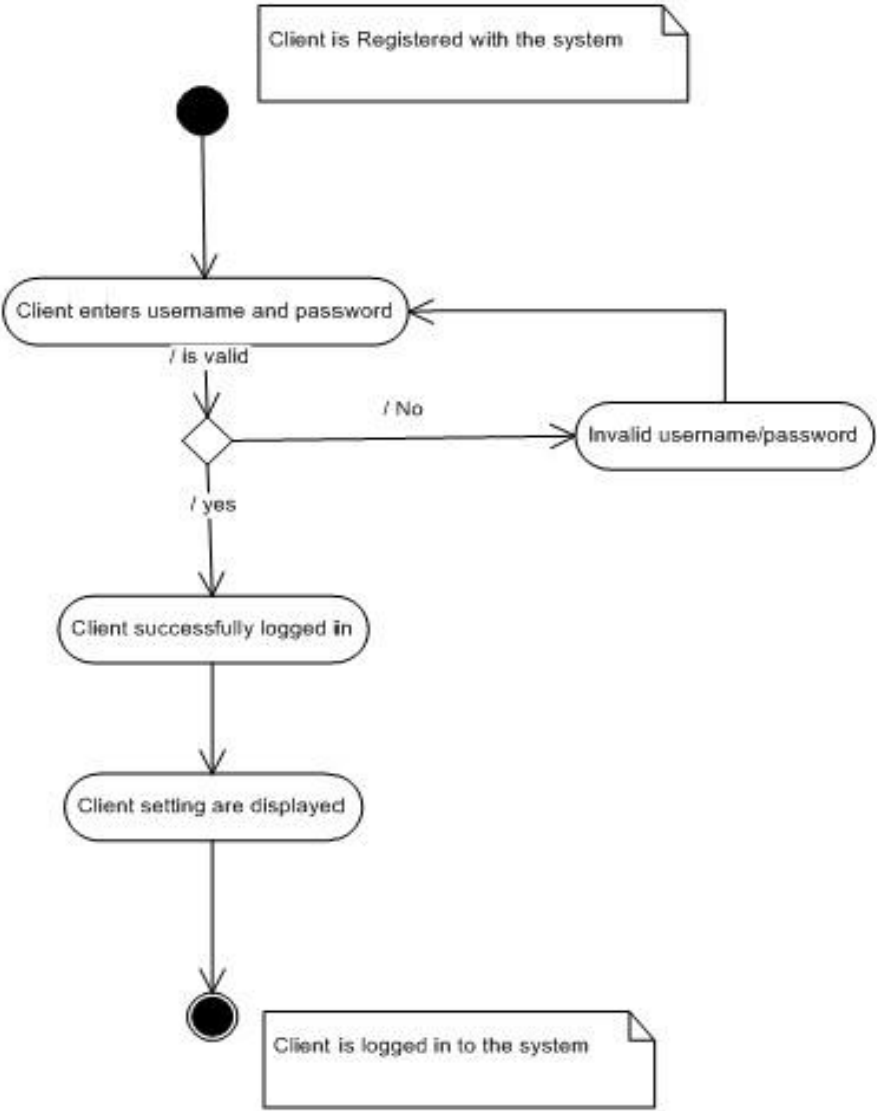 Client is Registered with the system
Client enters username and password
/ is valid
/ No
Invalid username/password
/ yes
Client successfully logged in
Client setting are displayed
Client is logged in to the system